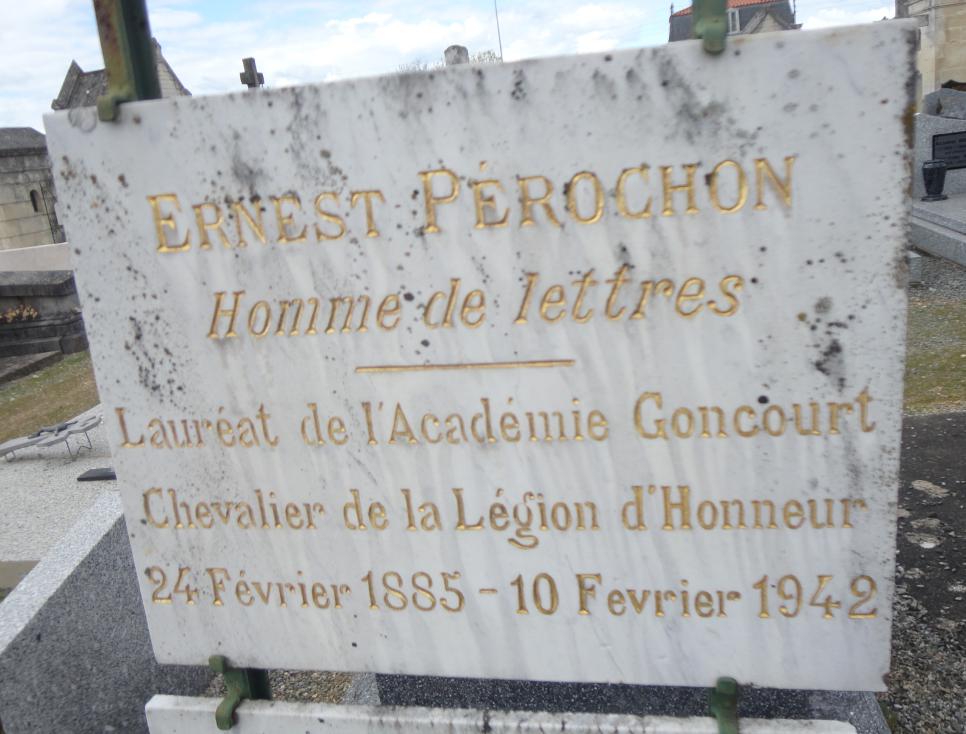 ERNEST PÉROCHON
Homme de lettres
Lauréat de l'Académie Goncourt
Chevalier de la Légion d'Honneur
24 Février 1885 - 10 Fevrier 1942